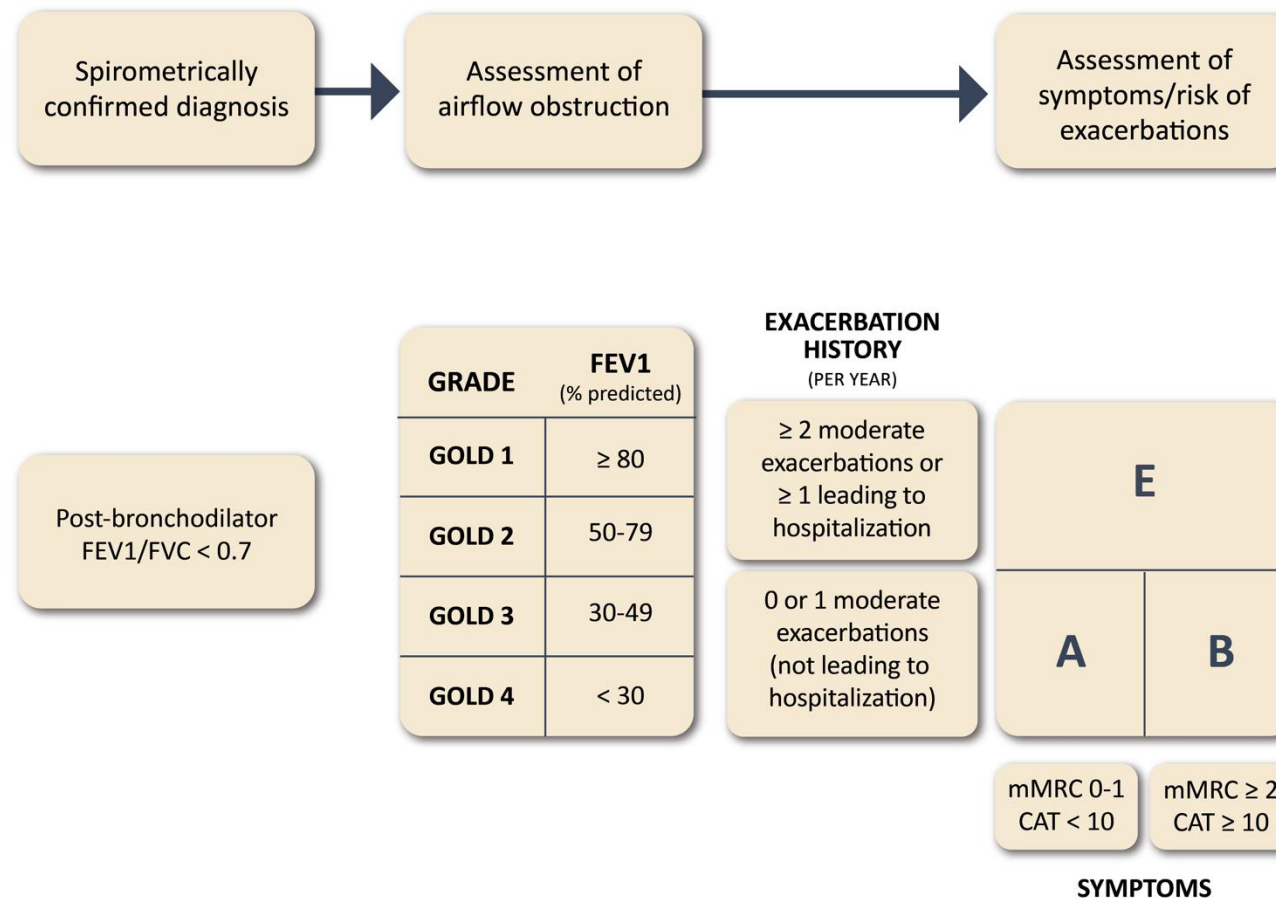 Spirometrically
confirmed diagnosis
Assessment of
airflow obstruction
Assessment of
symptoms/risk of
exacerbations
Post-bronchodilator
FEV1/FVC < 0.7
GRADE
FEV1
(% predicted)
GOLD 1
≥ 80
GOLD 2
50-79
GOLD 3
30-49
GOLD 4
< 30
EXACERBATION
HISTORY
(PER YEAR)
≥ 2 moderate
exacerbations or
≥ 1 leading to
hospitalization
0 or 1 moderate
exacerbations
(not leading to
hospitalization)
E
A
B
mMRC 0-1
CAT < 10
mMRC ≥ 2
CAT ≥ 10
SYMPTOMS